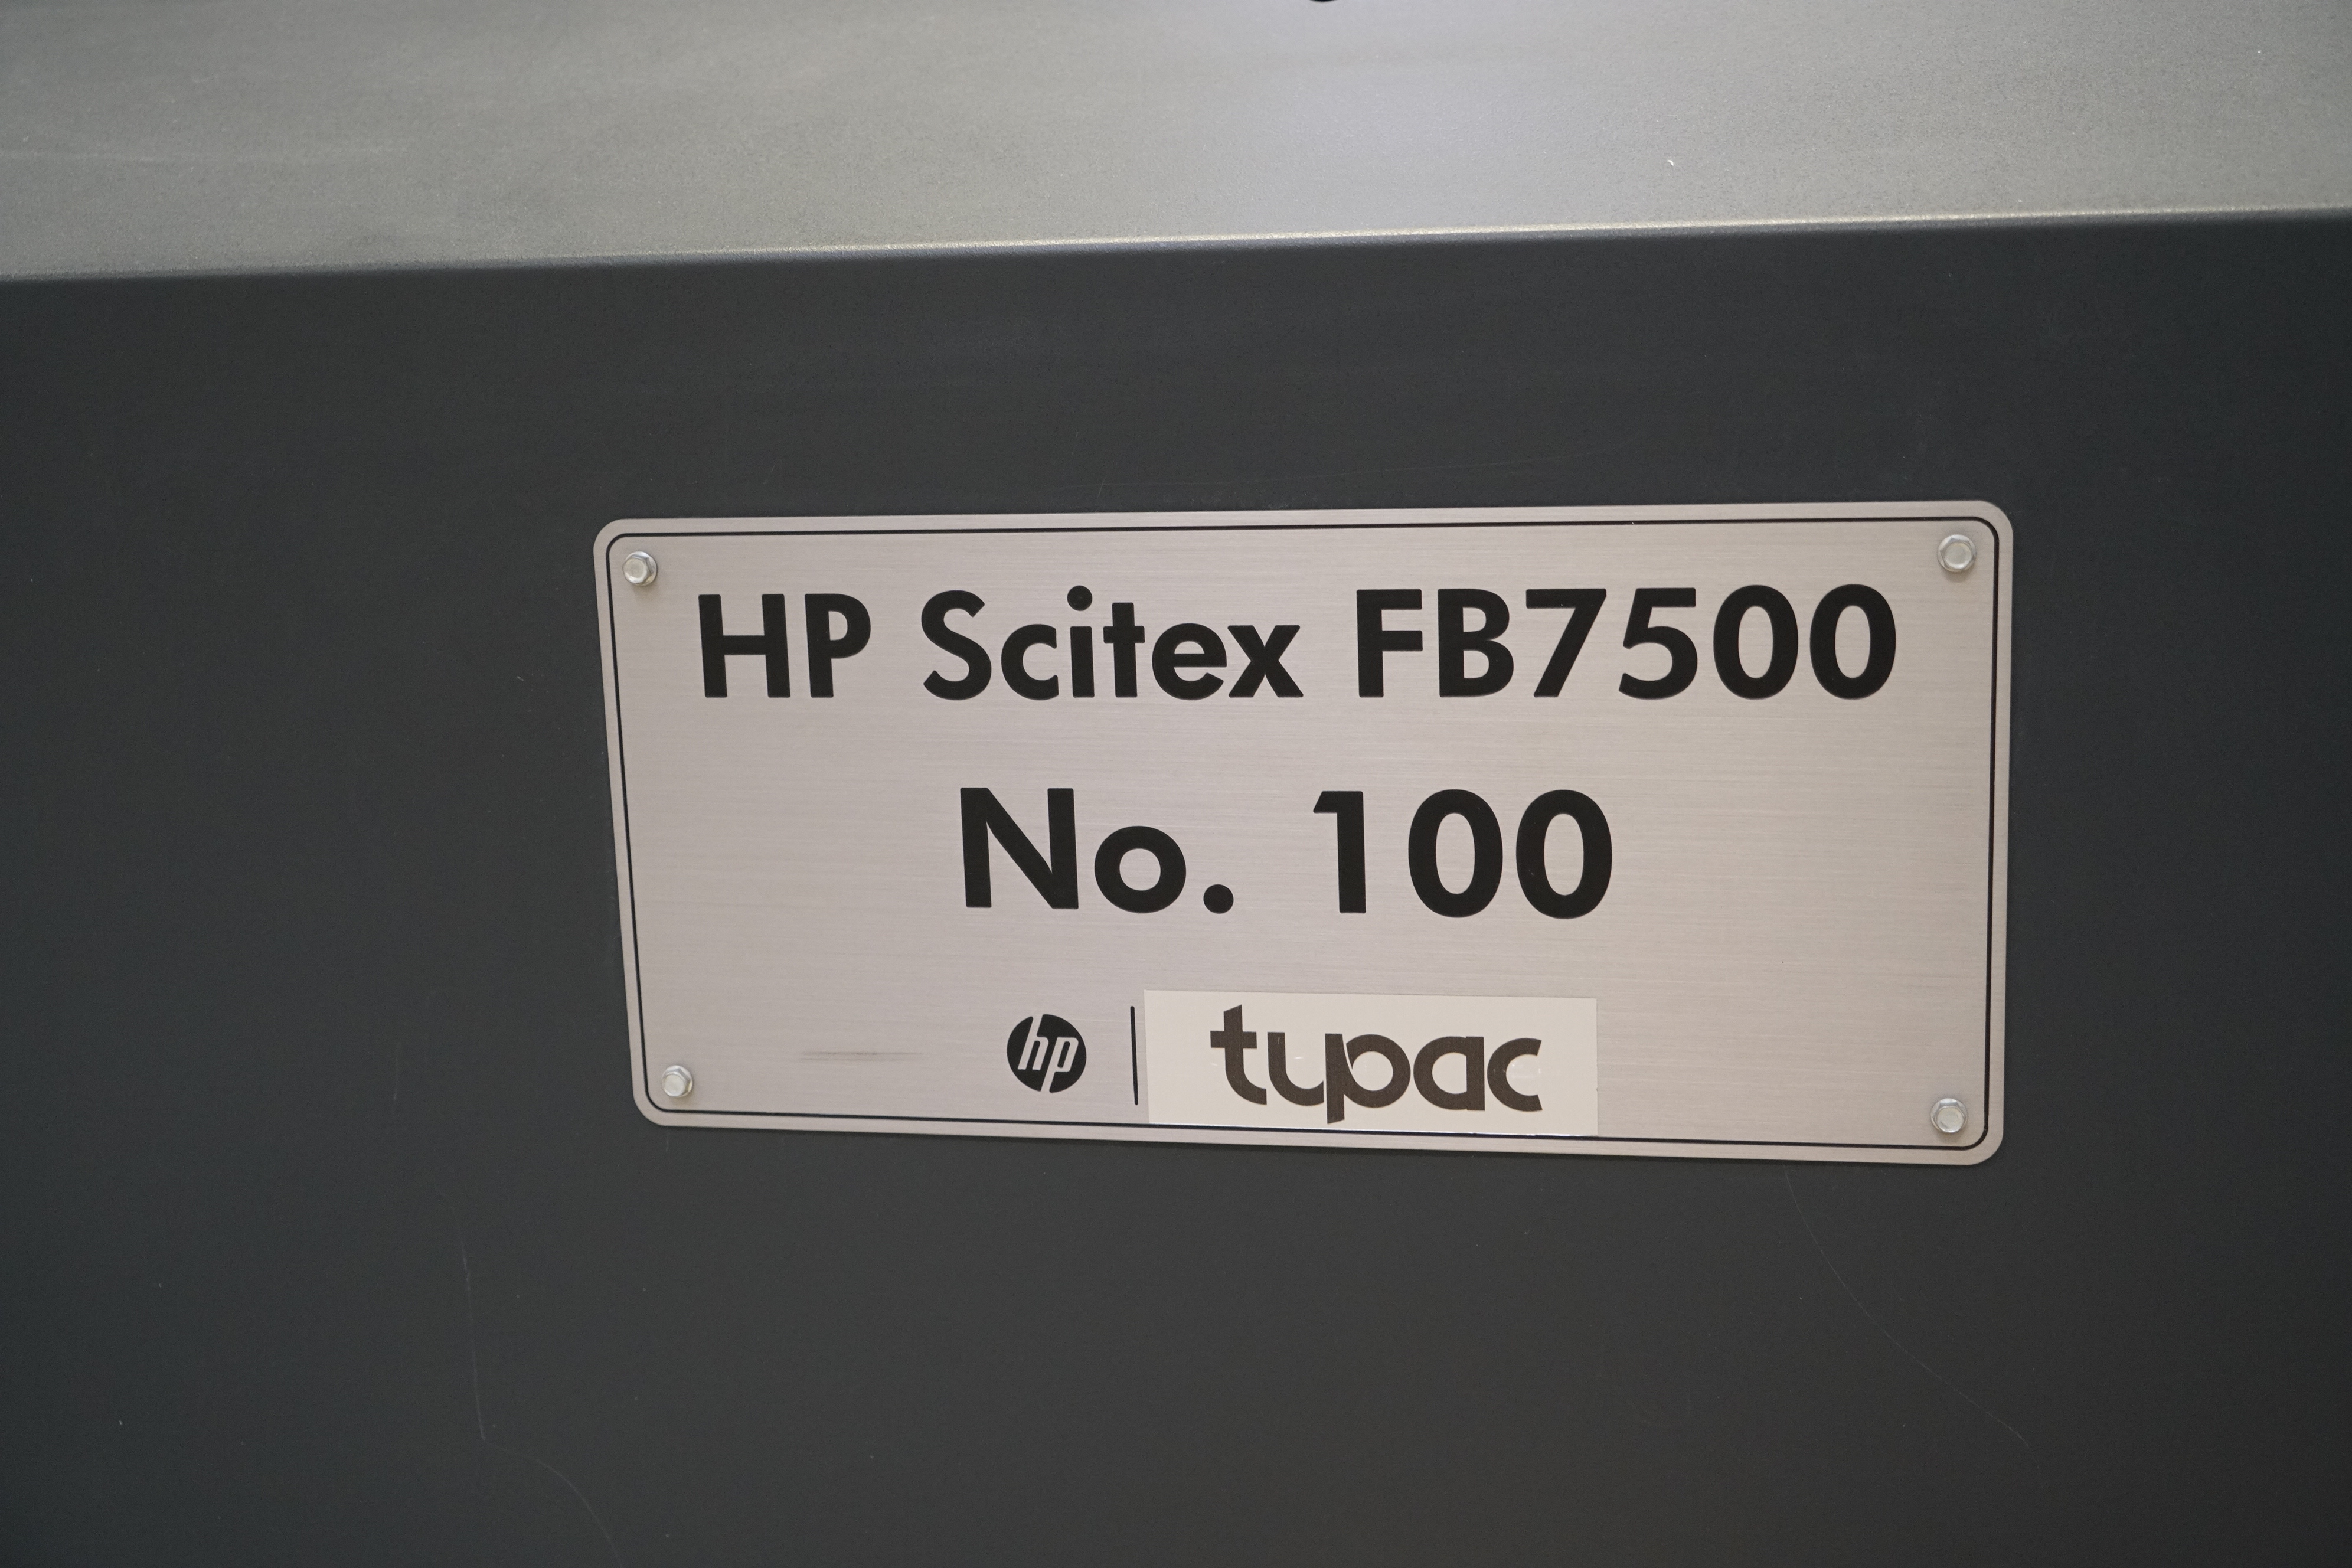 HP Scitex FB7500
No. 100
hp | tupac